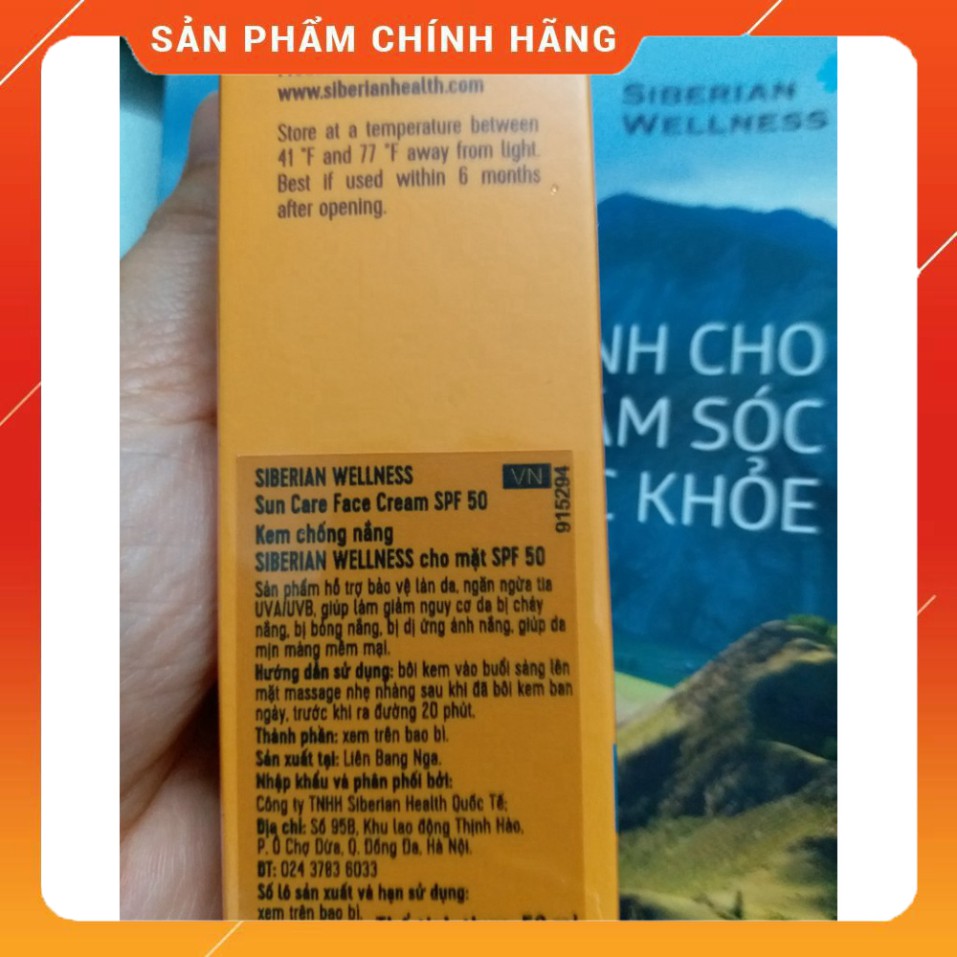 SẢN PHẨM CHÍNH HÃNG
www.siberianhealth.com
Store at a temperature between
41 °F and 77 °F away from light.
Best if used within 6 months
after opening.
SIBERIAN
WELLNESS
NH CHO
ĂM SÓC
KHỎE
SIBERIAN WELLNESS
VN
Sun Care Face Cream SPF 50
915294
Kem chống nắng
SIBERIAN WELLNESS cho mặt SPF 50
Sản phẩm hỗ trợ bảo vệ làn da, ngăn ngừa tia
UVA/UVB, giúp làm giảm nguy cơ da bị cháy
nắng, bị bỏng nắng, bị dị ứng ánh nắng, giúp da
mịn màng mềm mại.
Hướng dẫn sử dụng: bôi kem vào buổi sáng lên
mặt massage nhẹ nhàng sau khi đã bôi kem ban
ngày, trước khi ra đường 20 phút.
Thành phần: xem trên bao bì.
Sản xuất tại: Liên Bang Nga.
Nhập khẩu và phân phối bởi:
Công ty TNHH Siberian Health Quốc Tế;
Địa chỉ: Số 95B, Khu lao động Thịnh Hào,
P. Ô Chợ Dừa, Q. Đống Đa, Hà Nội.
ĐT: 024 3783 6033
Số lô sản xuất và hạn sử dụng:
xem trên bao bì.